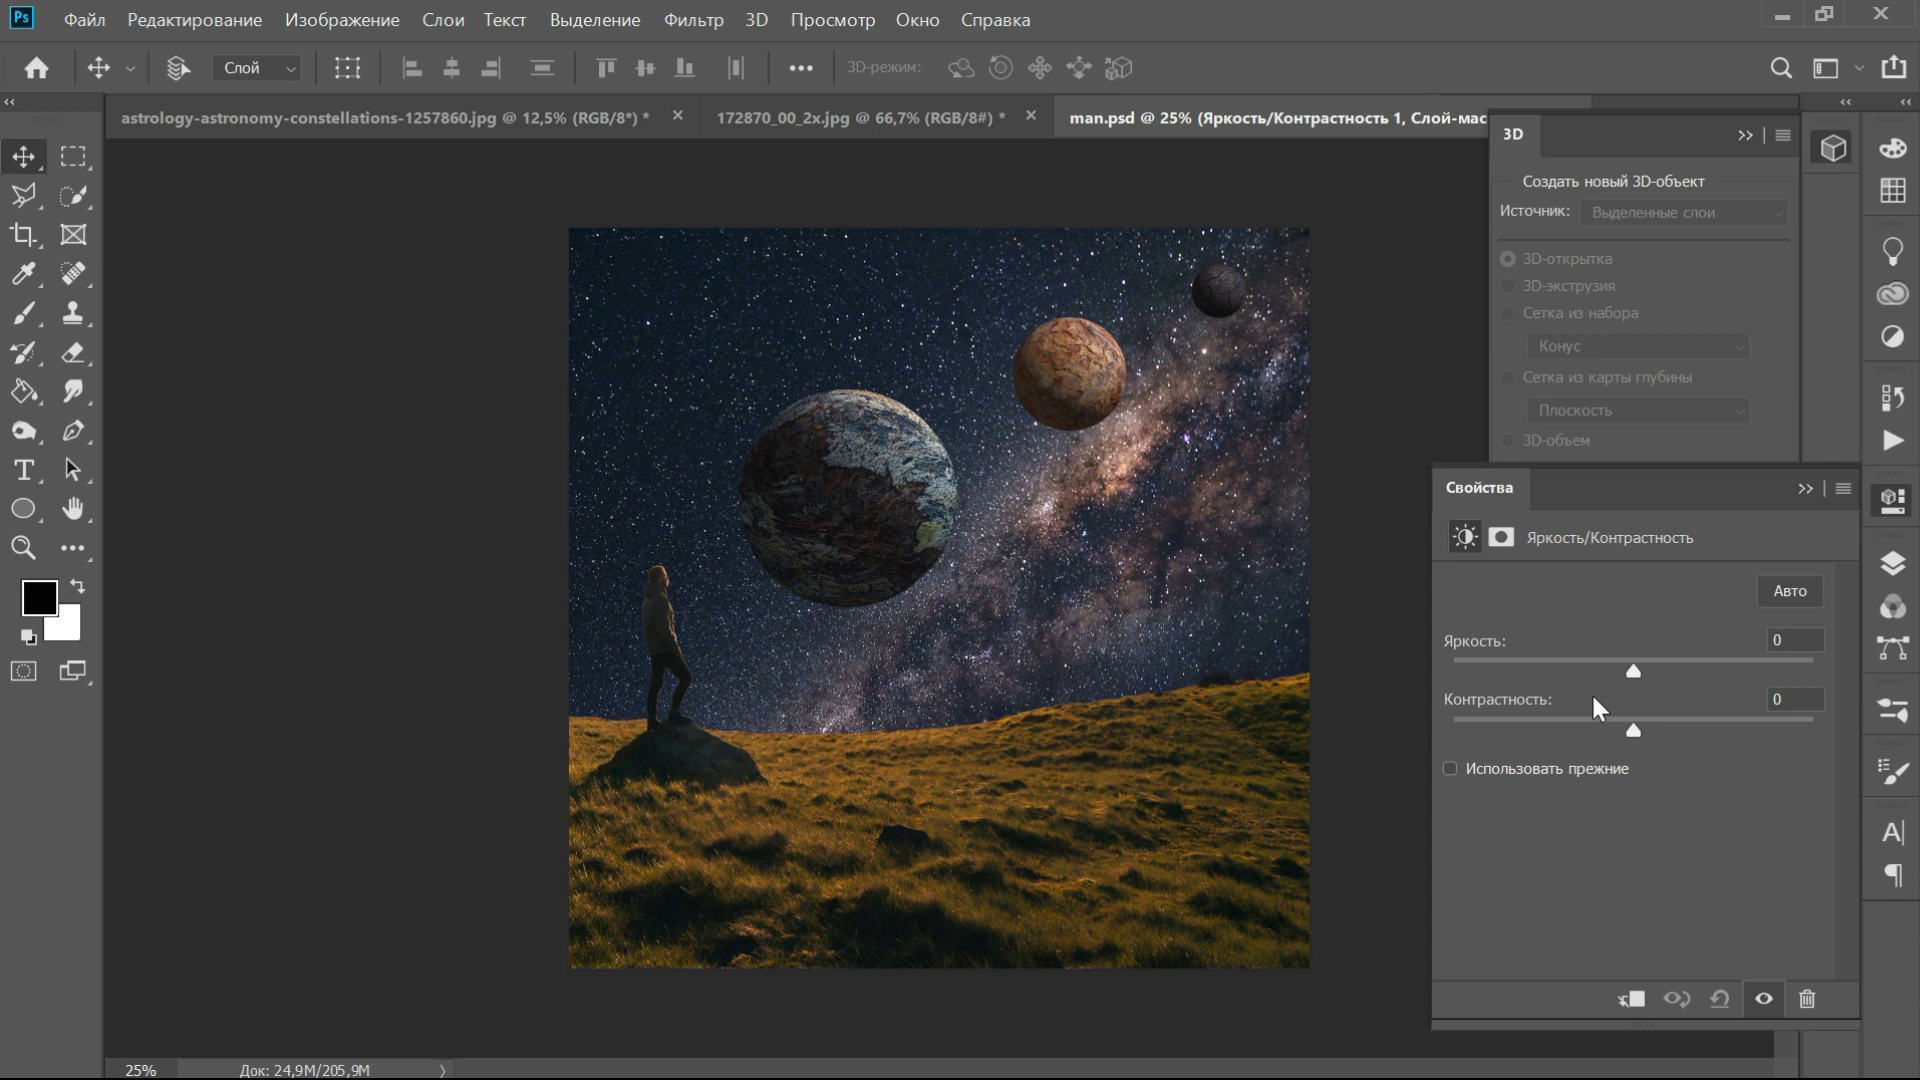 Ps Файл Редактирование Изображение Слои Текст Выделение Фильтр 3D Просмотр Окно Справка
Слой 3D-режим:
astrology-astronomy-constellations-1257860.jpg @ 12,5% (RGB/8*) * 172870_00_2x.jpg @ 66,7% (RGB/8#) * man.psd @ 25% (Яркость/Контрастность 1, Слой-мас
3D
Создать новый 3D-объект
Источник: Выделенные слои
3D-открытка
3D-экструзия
Сетка из набора
Конус
Сетка из карты глубины
Плоскость
3D-объем
Свойства
Яркость/Контрастность
Авто
Яркость: 0
Контрастность: 0
Использовать прежние
25% Док: 24,9M/205,9M